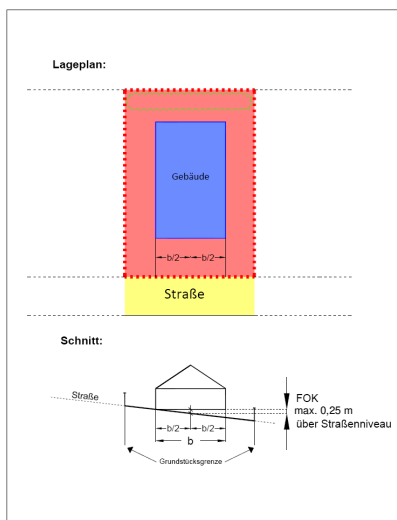 Lageplan:
Gebäude
b/2 b/2
Straße
Schnitt:
Straße
FOK
max. 0,25 m
über Straßenniveau
b/2 b/2
b
Grundstücksgrenze